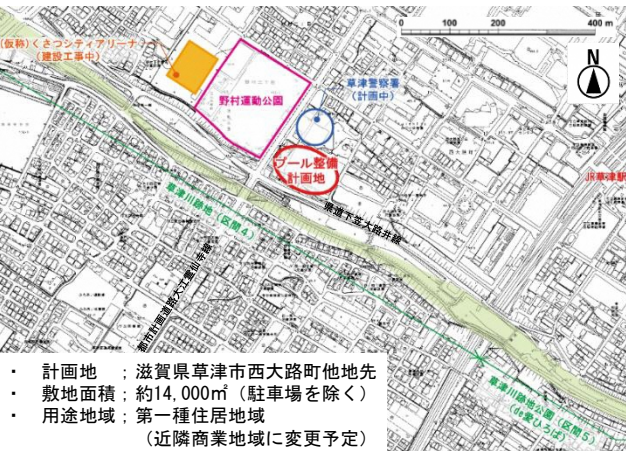 0 100 200 400 m
N
(仮称)くさつシティアリーナ
(建設工事中)
野村運動公園
草津警察署
(計画中)
プール整備
計画地
JR草津駅
県道下笠大路井線
草津川跡地(区間4)
都市計画道路大江霊仙寺線
草津川跡地公園(区間5)
(de愛ひろば)
・ 計画地 ;滋賀県草津市西大路町他地先
・ 敷地面積;約14,000㎡(駐車場を除く)
・ 用途地域;第一種住居地域
(近隣商業地域に変更予定)